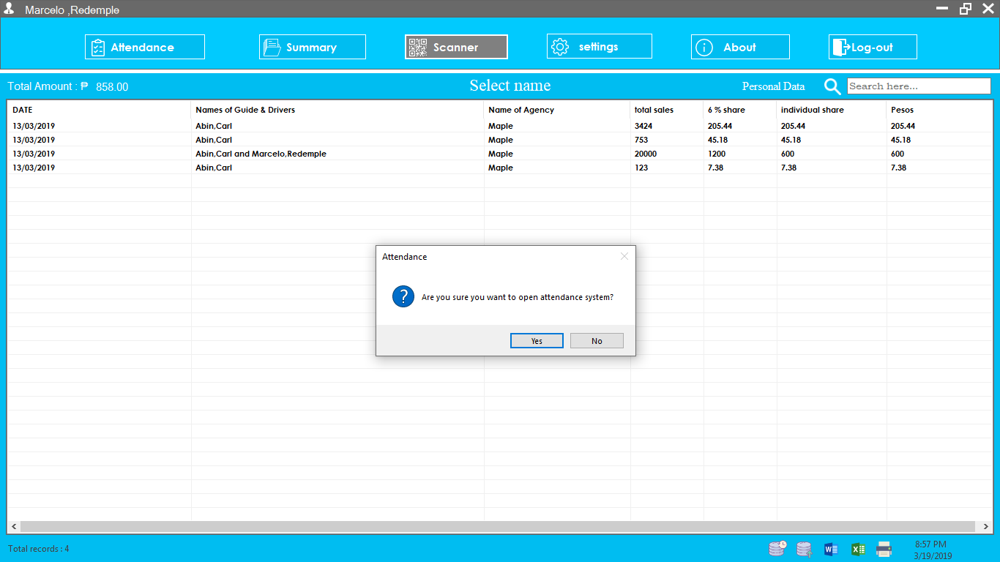 Marcelo ,Redemple
Attendance Summary Scanner settings About Log-out
Total Amount : ₱ 858.00 Select name Personal Data Search here...
DATE Names of Guide & Drivers Name of Agency total sales 6 % share individual share Pesos
13/03/2019 Abin,Carl Maple 3424 205.44 205.44 205.44
13/03/2019 Abin,Carl Maple 753 45.18 45.18 45.18
13/03/2019 Abin,Carl and Marcelo,Redemple Maple 20000 1200 600 600
13/03/2019 Abin,Carl Maple 123 7.38 7.38 7.38
Attendance
? Are you sure you want to open attendance system?
Yes No
Total records : 4 8:57 PM
3/19/2019